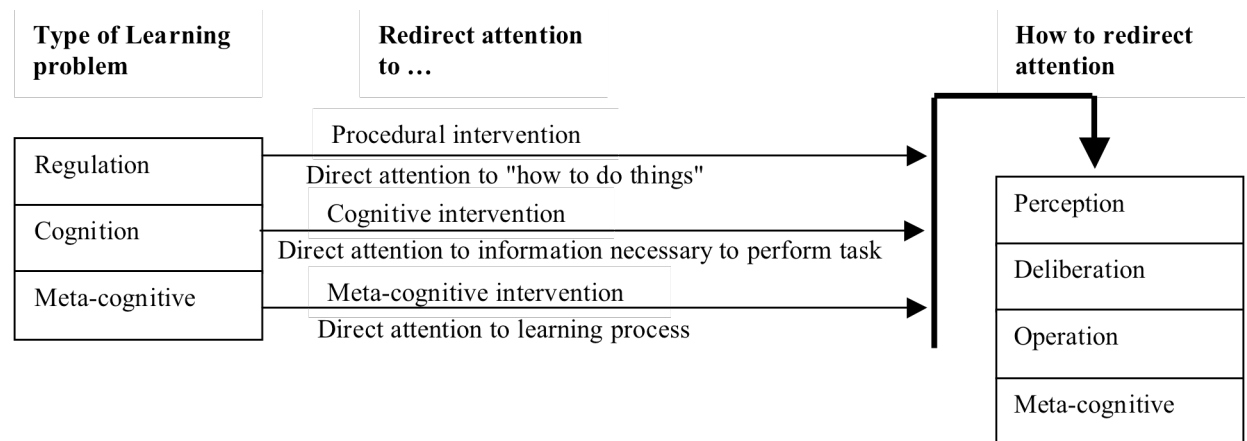 Type of Learning
problem
Redirect attention
to …
How to redirect
attention
Regulation
Cognition
Meta-cognitive
Procedural intervention
Direct attention to "how to do things"
Cognitive intervention
Direct attention to information necessary to perform task
Meta-cognitive intervention
Direct attention to learning process
Perception
Deliberation
Operation
Meta-cognitive